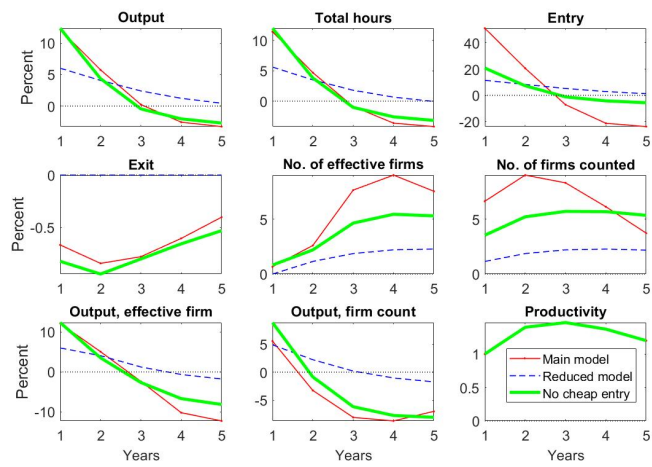 Output
Total hours
Entry
Percent
10
5
0
1 2 3 4 5
10
5
0
1 2 3 4 5
40
20
0
-20
1 2 3 4 5
Exit
No. of effective firms
No. of firms counted
Percent
0
-0.5
1 2 3 4 5
5
0
1 2 3 4 5
5
0
1 2 3 4 5
Output, effective firm
Output, firm count
Productivity
Percent
10
0
-10
1 2 3 4 5
Years
5
0
-5
1 2 3 4 5
Years
1
0.5
0
Main model
Reduced model
No cheap entry
1 2 3 4 5
Years